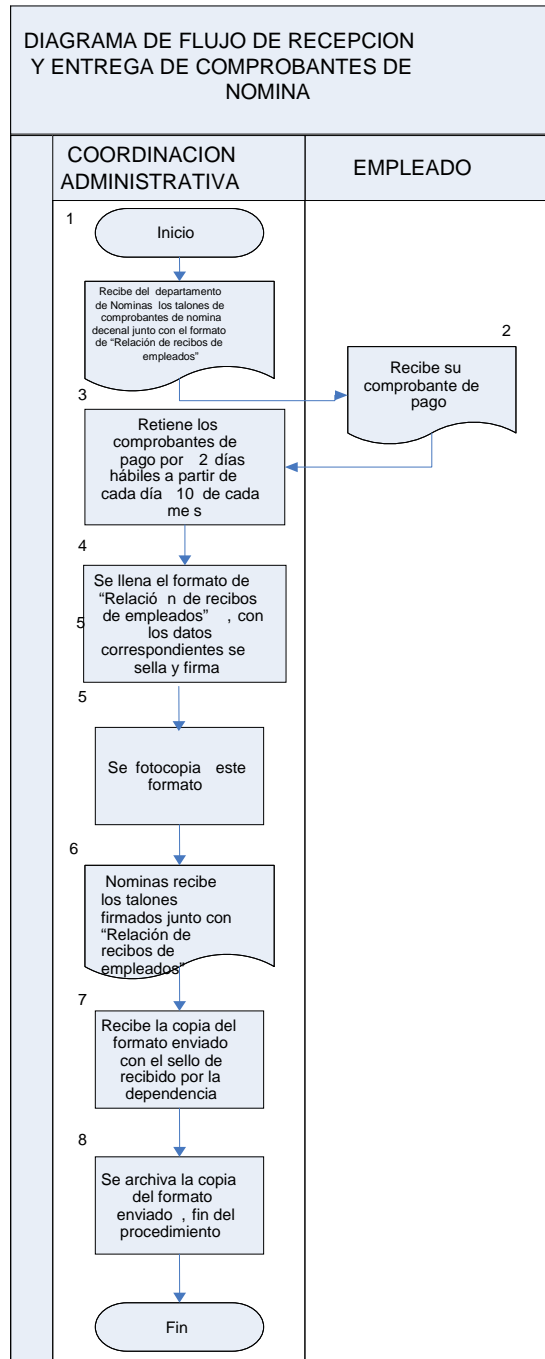 DIAGRAMA DE FLUJO DE RECEPCION
Y ENTREGA DE COMPROBANTES DE
NOMINA
COORDINACION
ADMINISTRATIVA
EMPLEADO
1
Inicio
Recibe del departamento
de Nominas los talones de
comprobantes de nomina
decenal junto con el formato
de “Relación de recibos de
empleados”
2
Recibe su
comprobante de
pago
3
Retiene los
comprobantes de
pago por 2 días
hábiles a partir de
cada día 10 de cada
me s
4
Se llena el formato de
“Relació n de recibos
de empleados” , con
5
los datos
correspondientes se
sella y firma
5
Se fotocopia este
formato
6
Nominas recibe
los talones
firmados junto con
“Relación de
recibos de
empleados”
7
Recibe la copia del
formato enviado
con el sello de
recibido por la
dependencia
8
Se archiva la copia
del formato
enviado , fin del
procedimiento
Fin